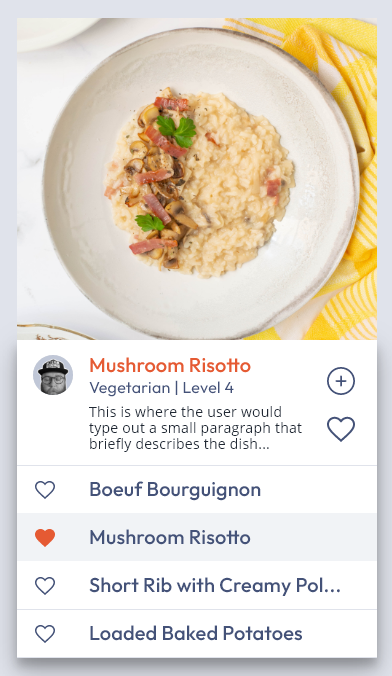 Mushroom Risotto
Vegetarian | Level 4
This is where the user would
type out a small paragraph that
briefly describes the dish...
Boeuf Bourguignon
Mushroom Risotto
Short Rib with Creamy Pol...
Loaded Baked Potatoes